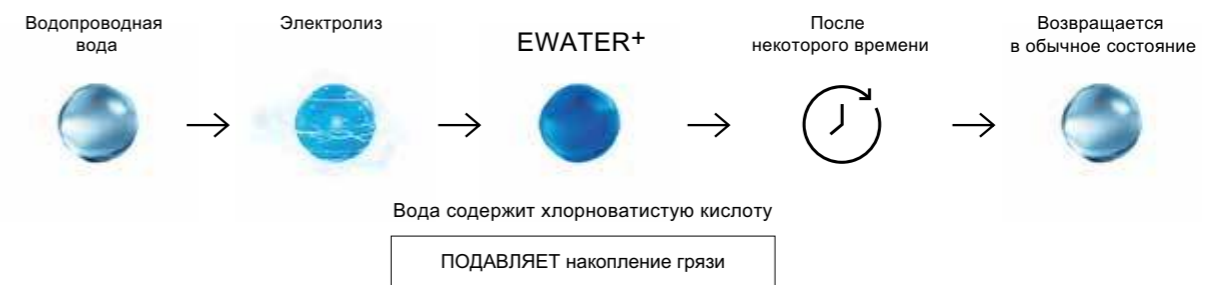 Водопроводная
вода
Электролиз
EWATER+
После
некоторого времени
Возвращается
в обычное состояние
Вода содержит хлорноватистую кислоту
ПОДАВЛЯЕТ накопление грязи